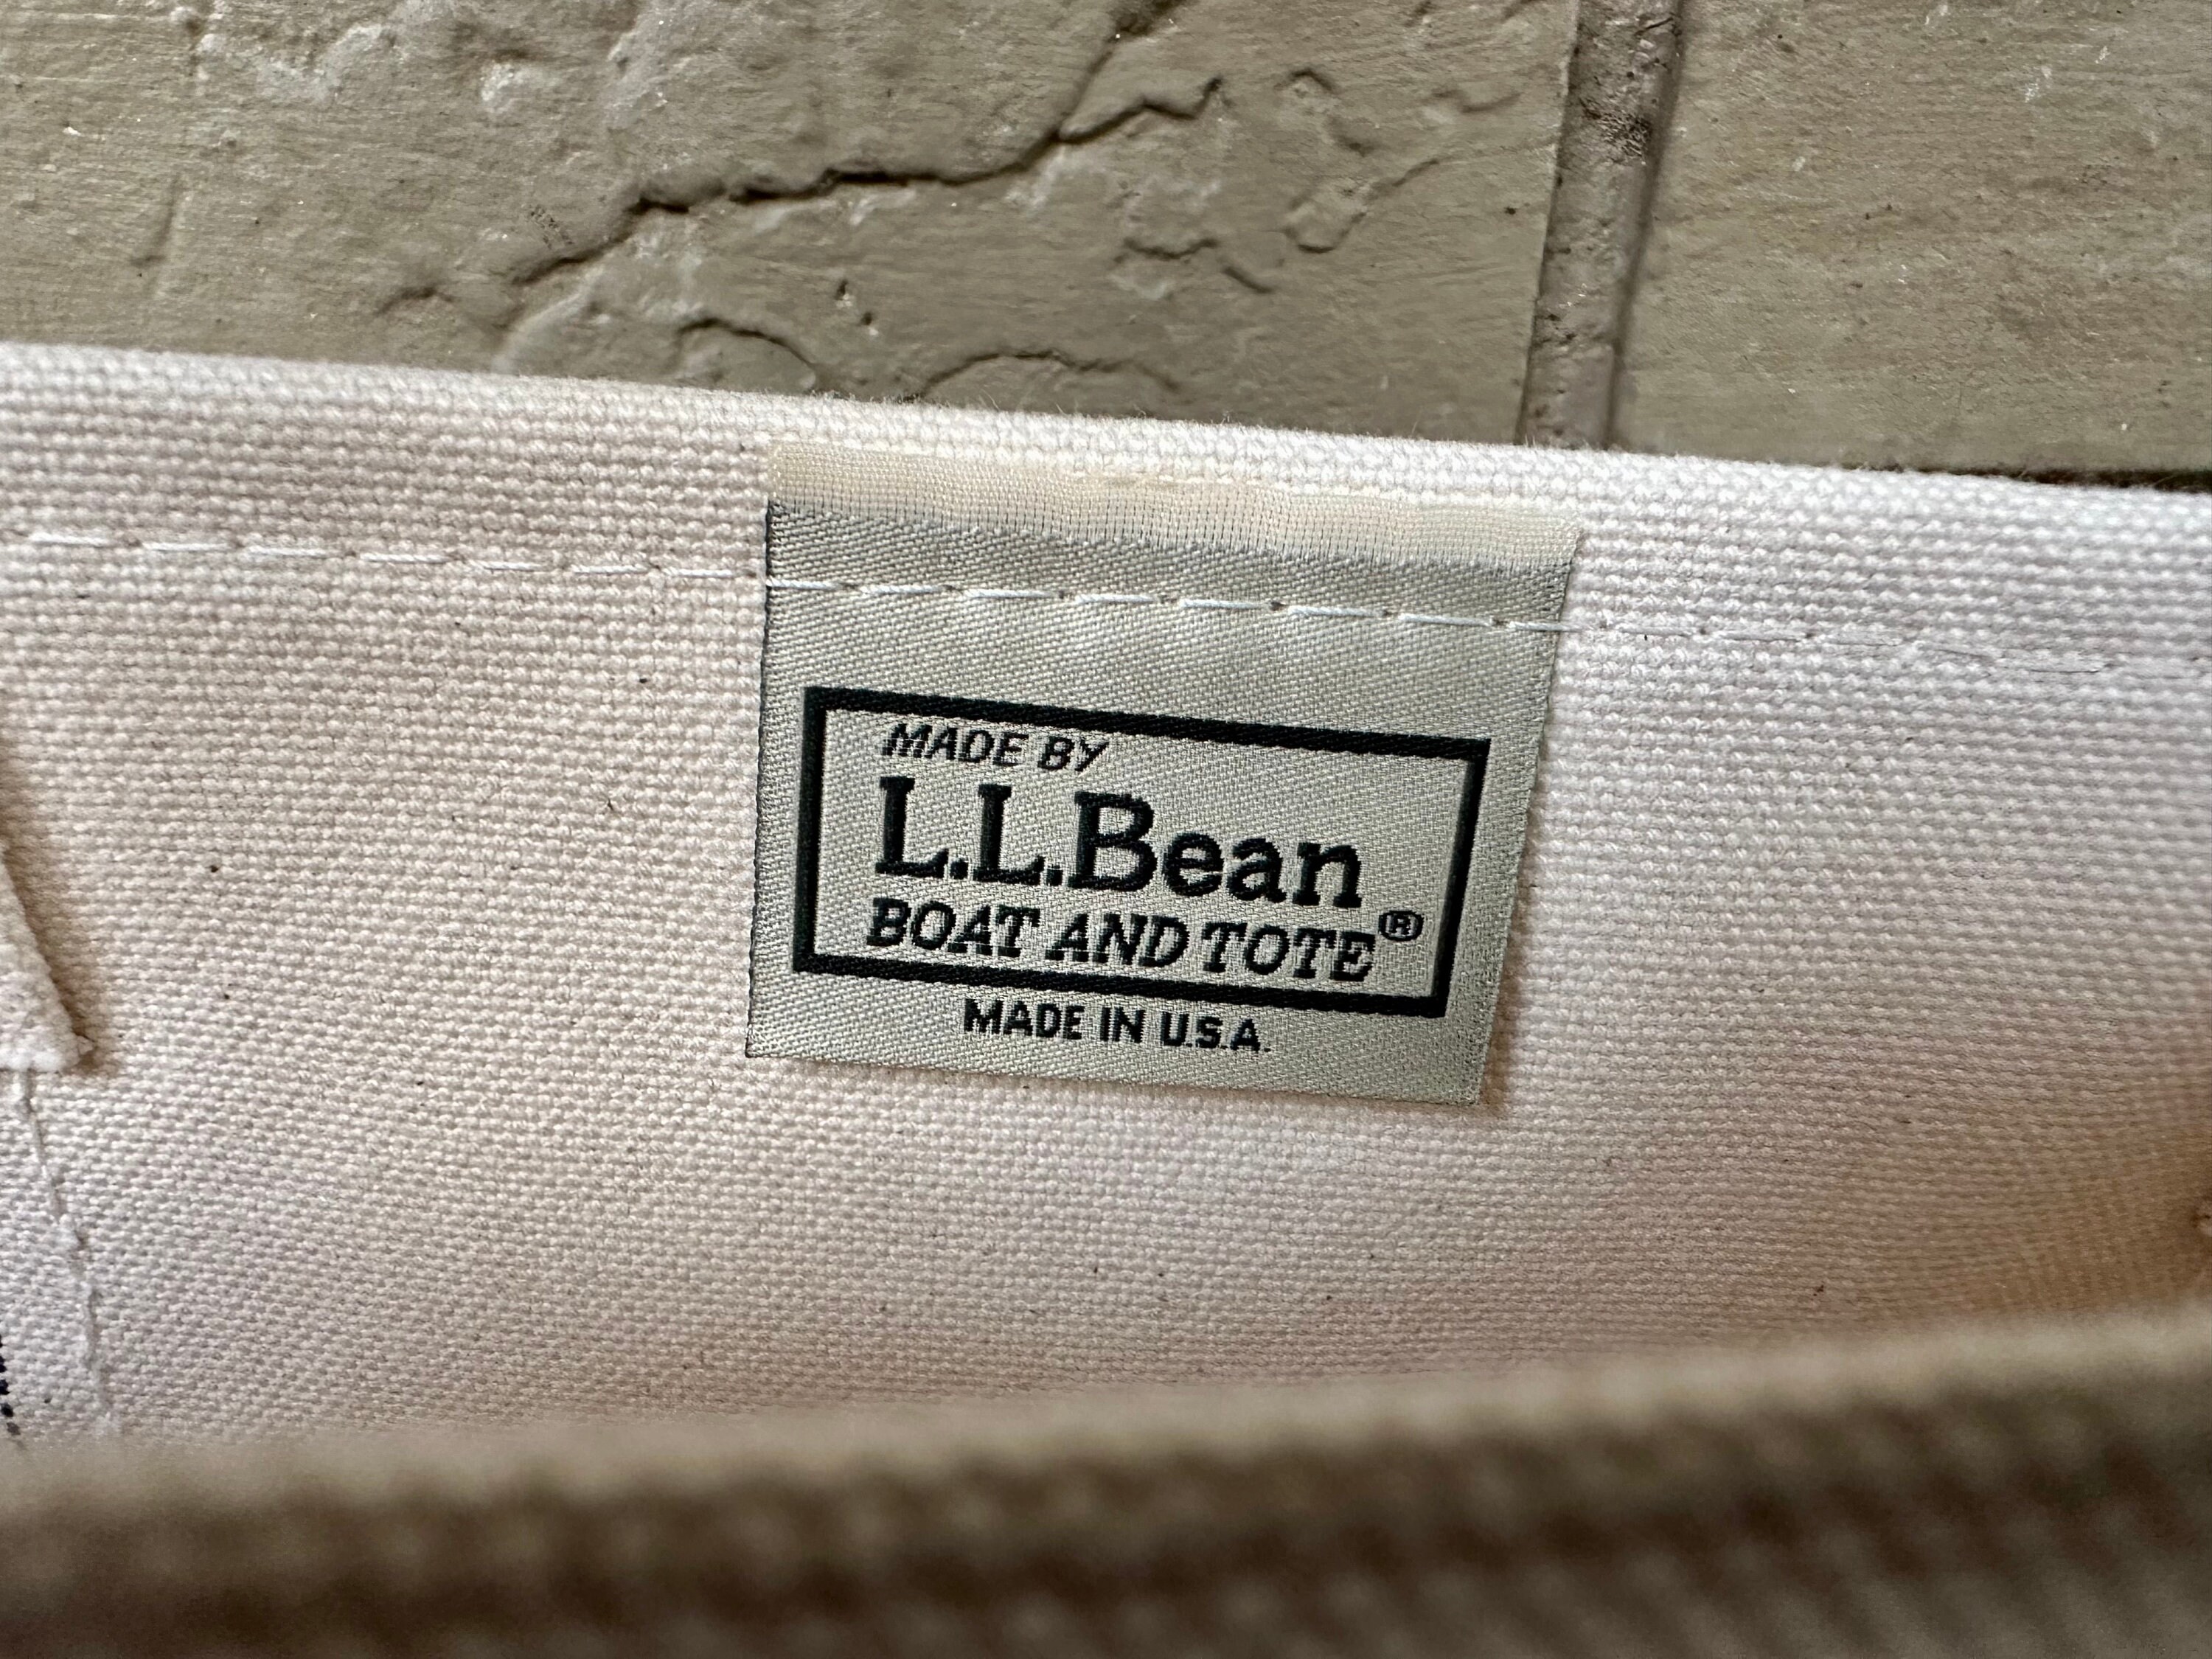 MADE BY
L.L.Bean
BOAT AND TOTE®
MADE IN U.S.A.